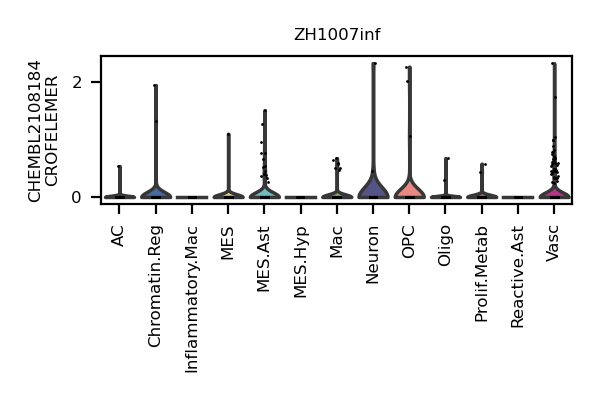 ZH1007inf
CHEMBL2108184
CROFELEMER
2
0
AC
Chromatin.Reg
Inflammatory.Mac
MES
MES.Ast
MES.Hyp
Mac
Neuron
OPC
Oligo
Prolif.Metab
Reactive.Ast
Vasc